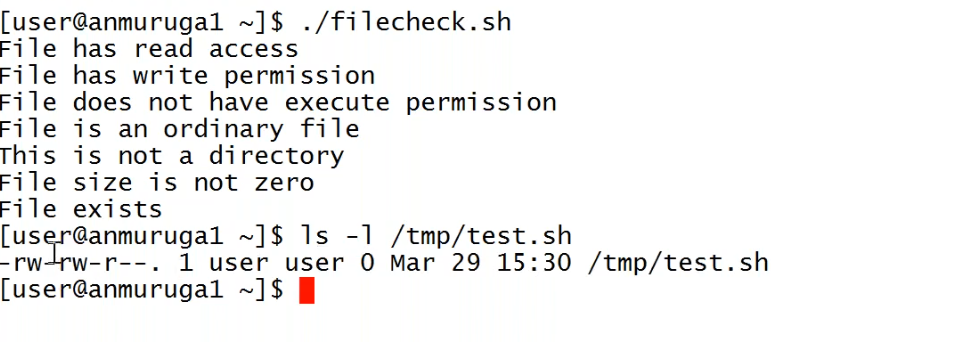 [user@anmuruga1 ~]$ ./filecheck.sh
File has read access
File has write permission
File does not have execute permission
File is an ordinary file
This is not a directory
File size is not zero
File exists
[user@anmuruga1 ~]$ ls -l /tmp/test.sh
-rw-rw-r--. 1 user user 0 Mar 29 15:30 /tmp/test.sh
[user@anmuruga1 ~]$